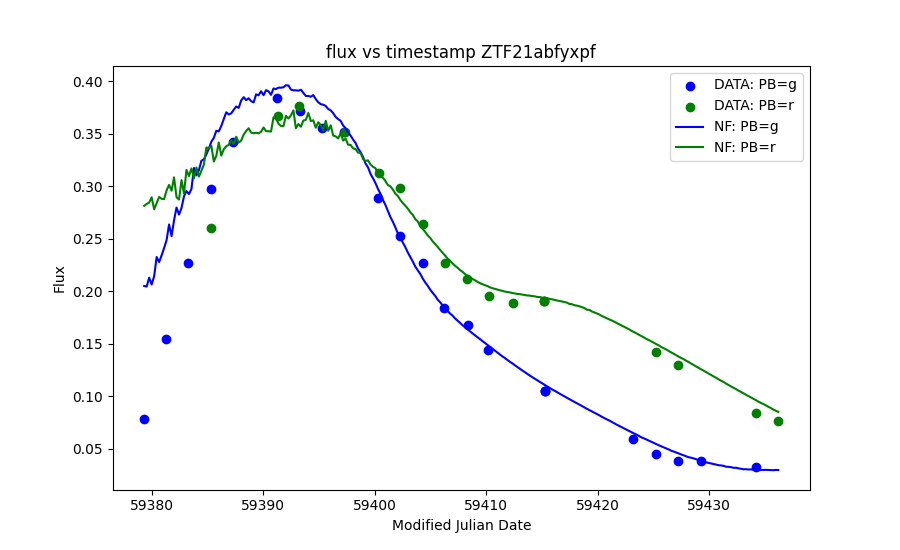 flux vs timestamp ZTF21abfyxpf
DATA: PB=g
DATA: PB=r
NF: PB=g
NF: PB=r
Flux
0.40
0.35
0.30
0.25
0.20
0.15
0.10
0.05
59380 59390 59400 59410 59420 59430
Modified Julian Date